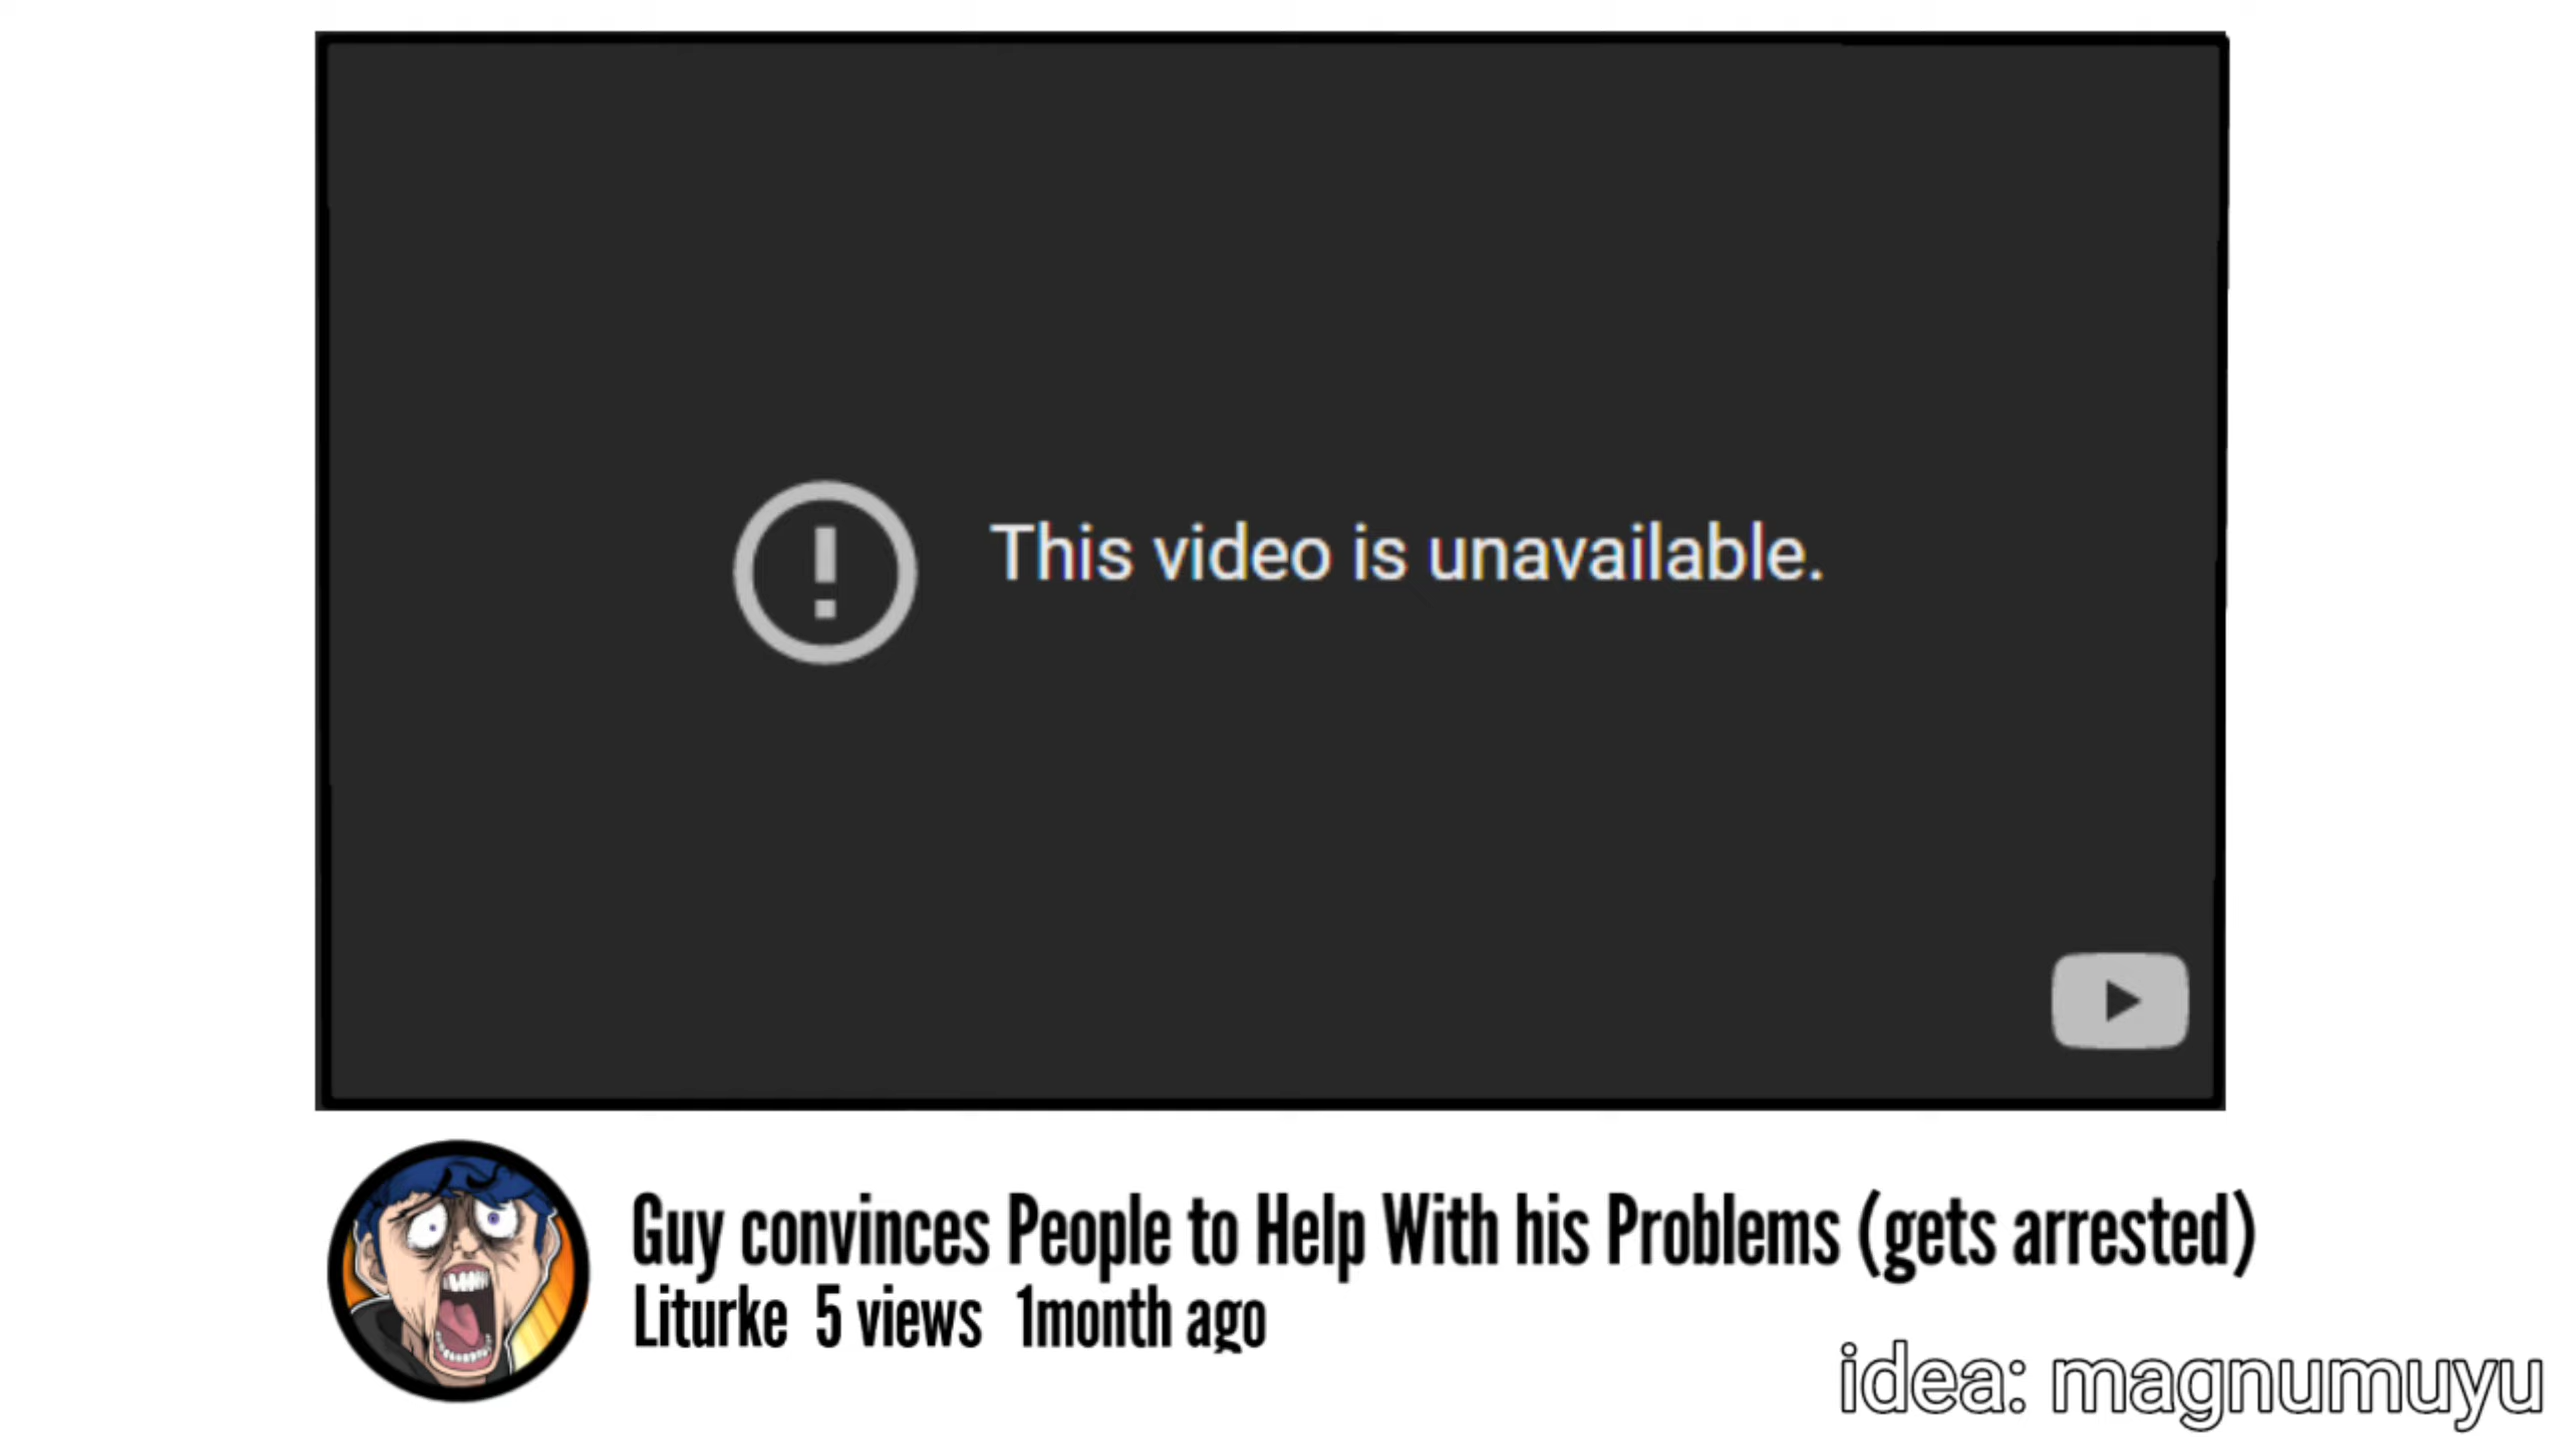 This video is unavailable.
Guy convinces People to Help With his Problems (gets arrested)
Liturke 5 views 1month ago
idea: magnumuyu